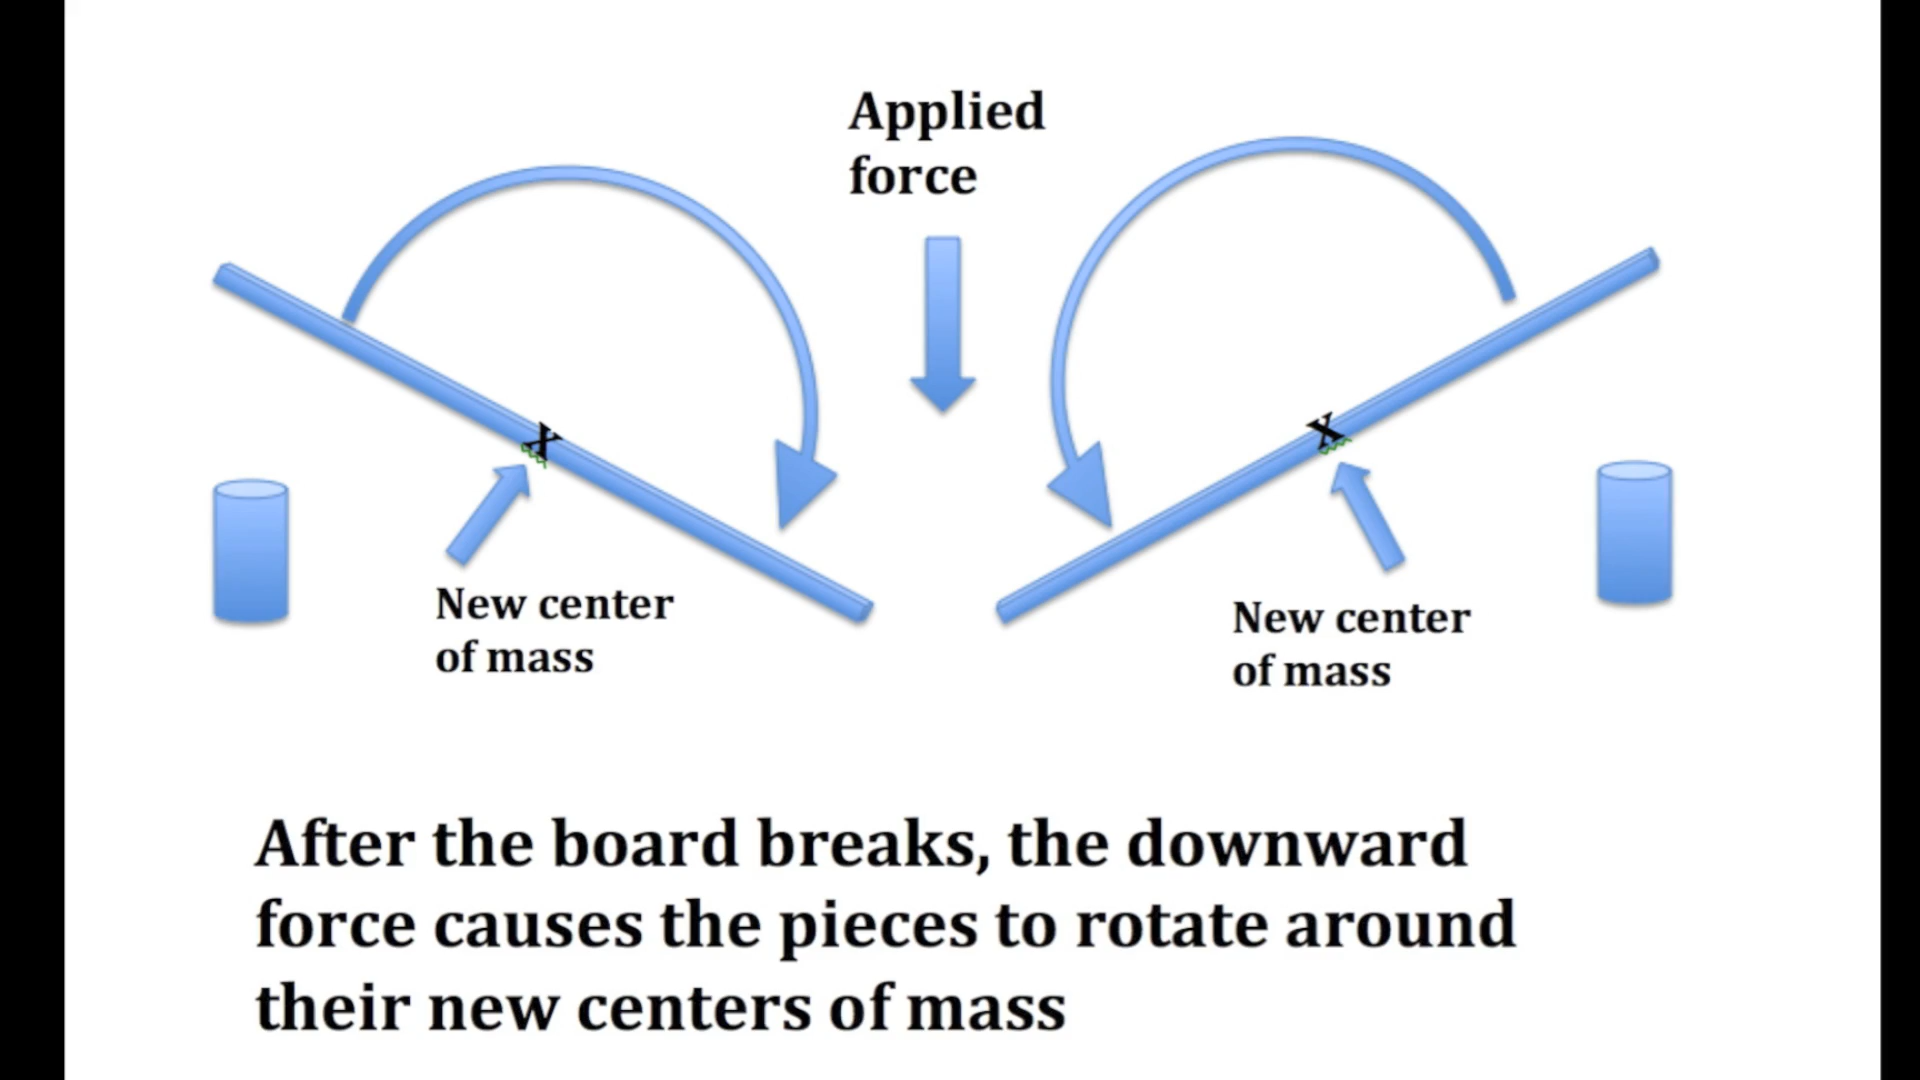 Applied
force
X
X
New center
of mass
New center
of mass
After the board breaks, the downward
force causes the pieces to rotate around
their new centers of mass